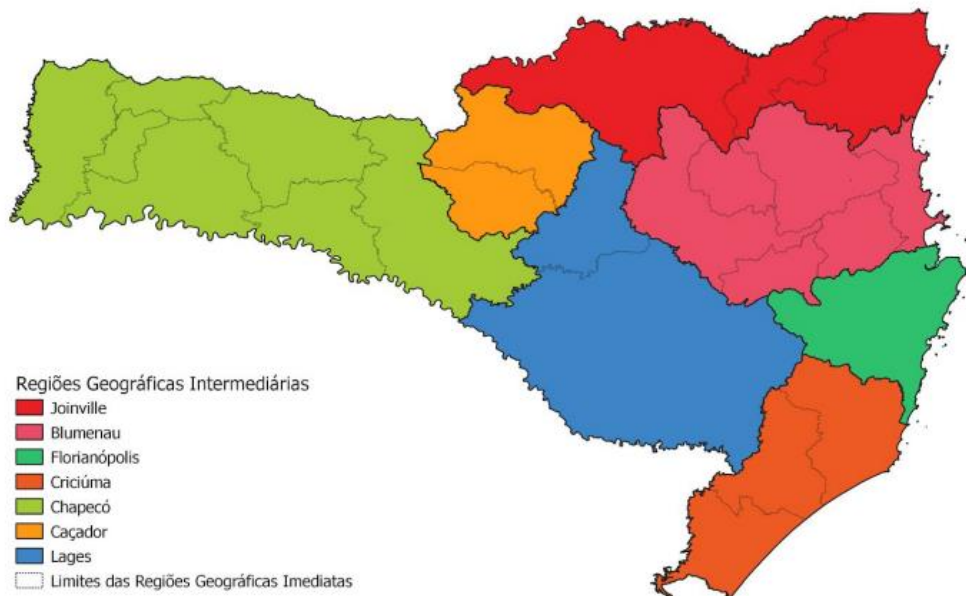 Regiões Geográficas Intermediárias
Joinville
Blumenau
Florianópolis
Criciúma
Chapecó
Caçador
Lages
Limites das Regiões Geográficas Imediatas